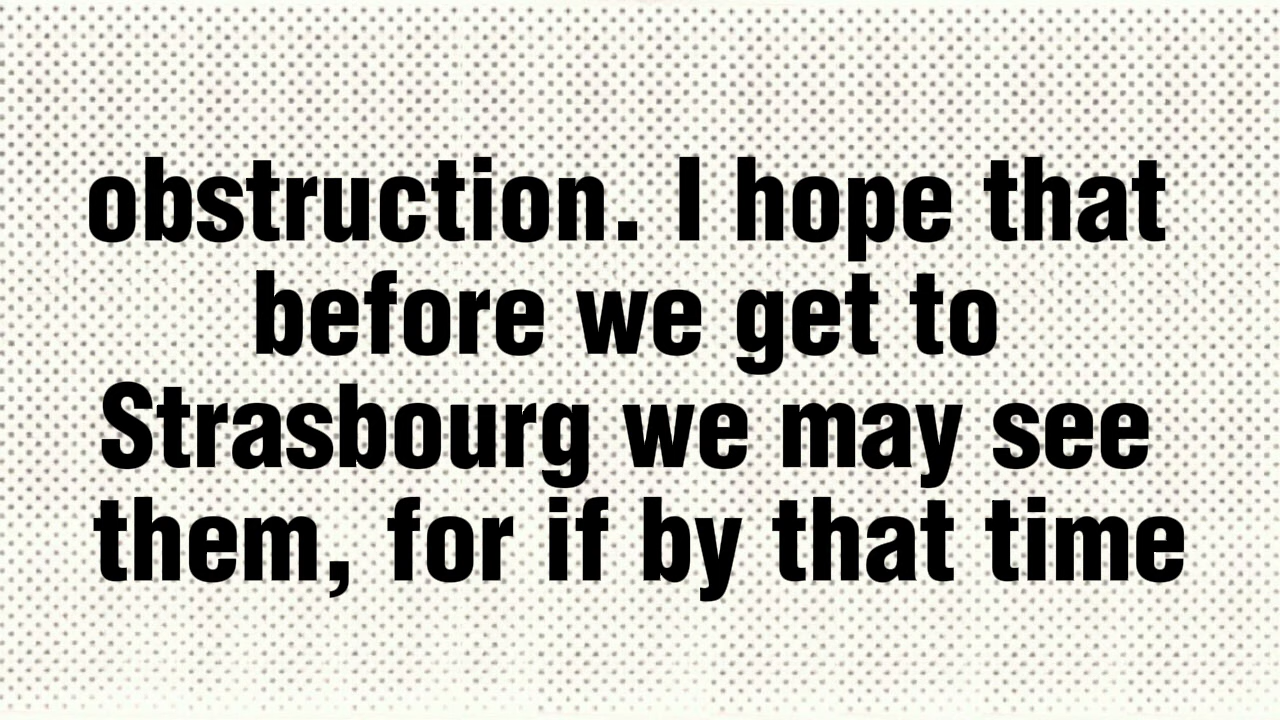 obstruction. I hope that
before we get to
Strasbourg we may see
them, for if by that time